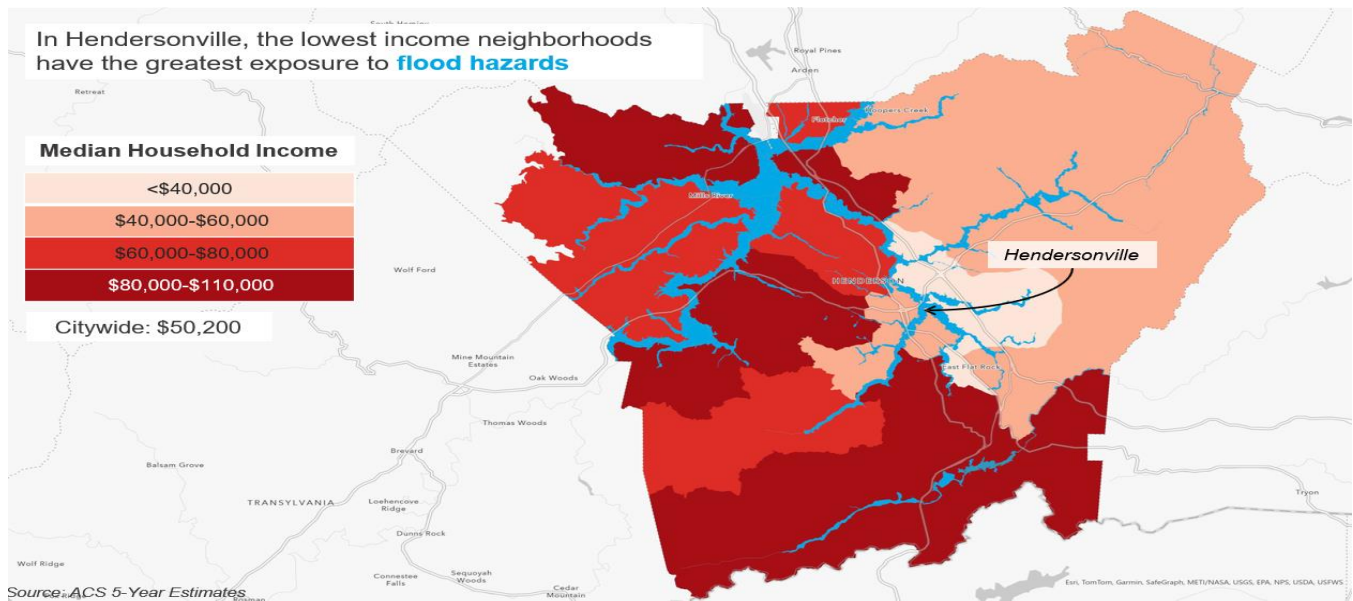 In Hendersonville, the lowest income neighborhoods
have the greatest exposure to flood hazards
Median Household Income
<$40,000
$40,000-$60,000
$60,000-$80,000
$80,000-$110,000
Citywide: $50,200
Royal Pines
Arden
Retreat
Hoopers Creek
Fletcher
Mills River
Wolf Ford
Hendersonville
HENDERSON
Mine Mountain
Estates
Oak Woods
East Flat Rock
Thomas Woods
Brevard
Balsam Grove
TRANSYLVANIA
Loehencove
Ridge
Tryon
Dunns Rock
Wolf Ridge
Connestee
Falls
Sequoyah
Woods
Cedar
Mountain
Esri, TomTom, Garmin, SafeGraph, METI/NASA, USGS, EPA, NPS, USDA, USFWS
Source: ACS 5-Year Estimates